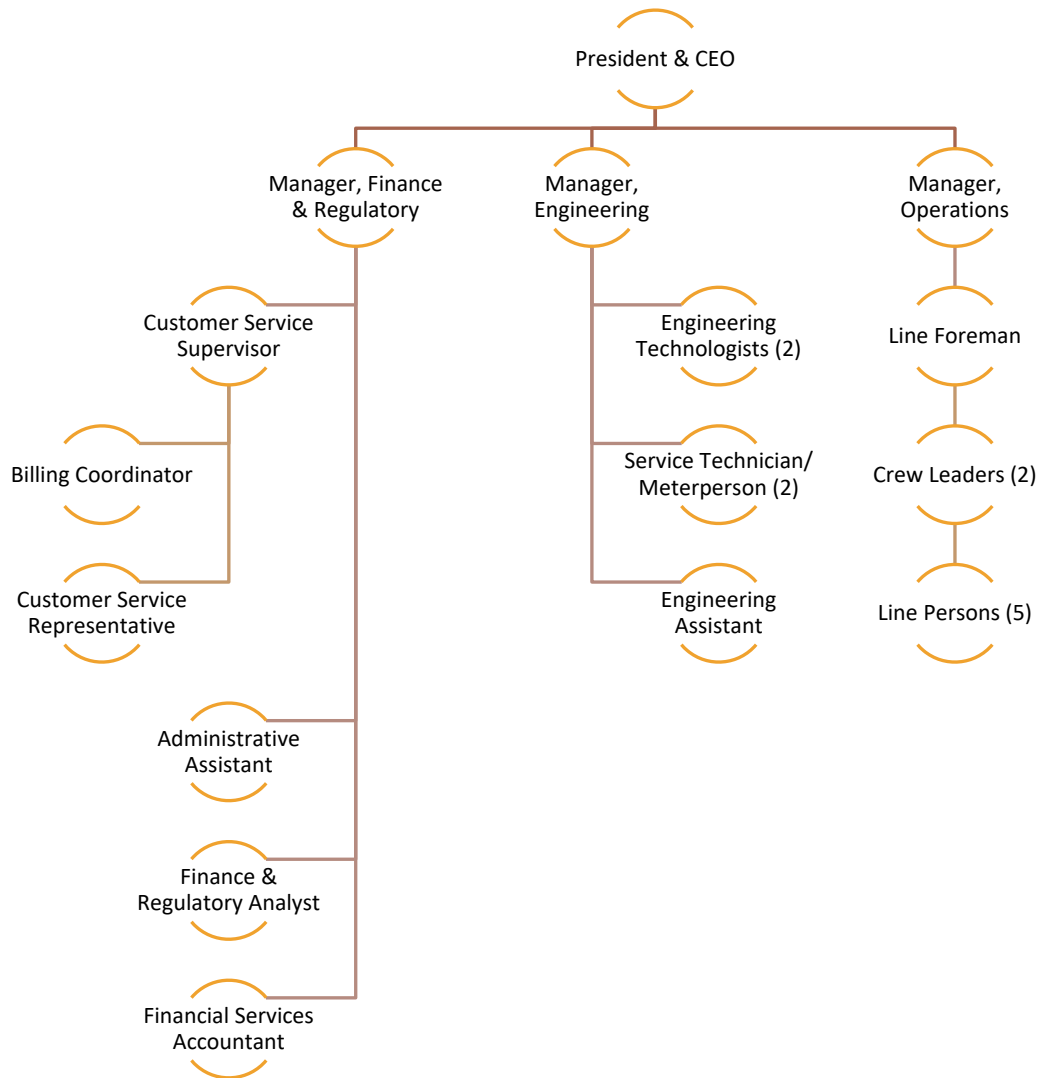 President & CEO
Manager, Finance
& Regulatory
Manager,
Engineering
Manager,
Operations
Customer Service
Supervisor
Billing Coordinator
Customer Service
Representative
Administrative
Assistant
Finance &
Regulatory Analyst
Financial Services
Accountant
Engineering
Technologists (2)
Service Technician/
Meterperson (2)
Engineering
Assistant
Line Foreman
Crew Leaders (2)
Line Persons (5)